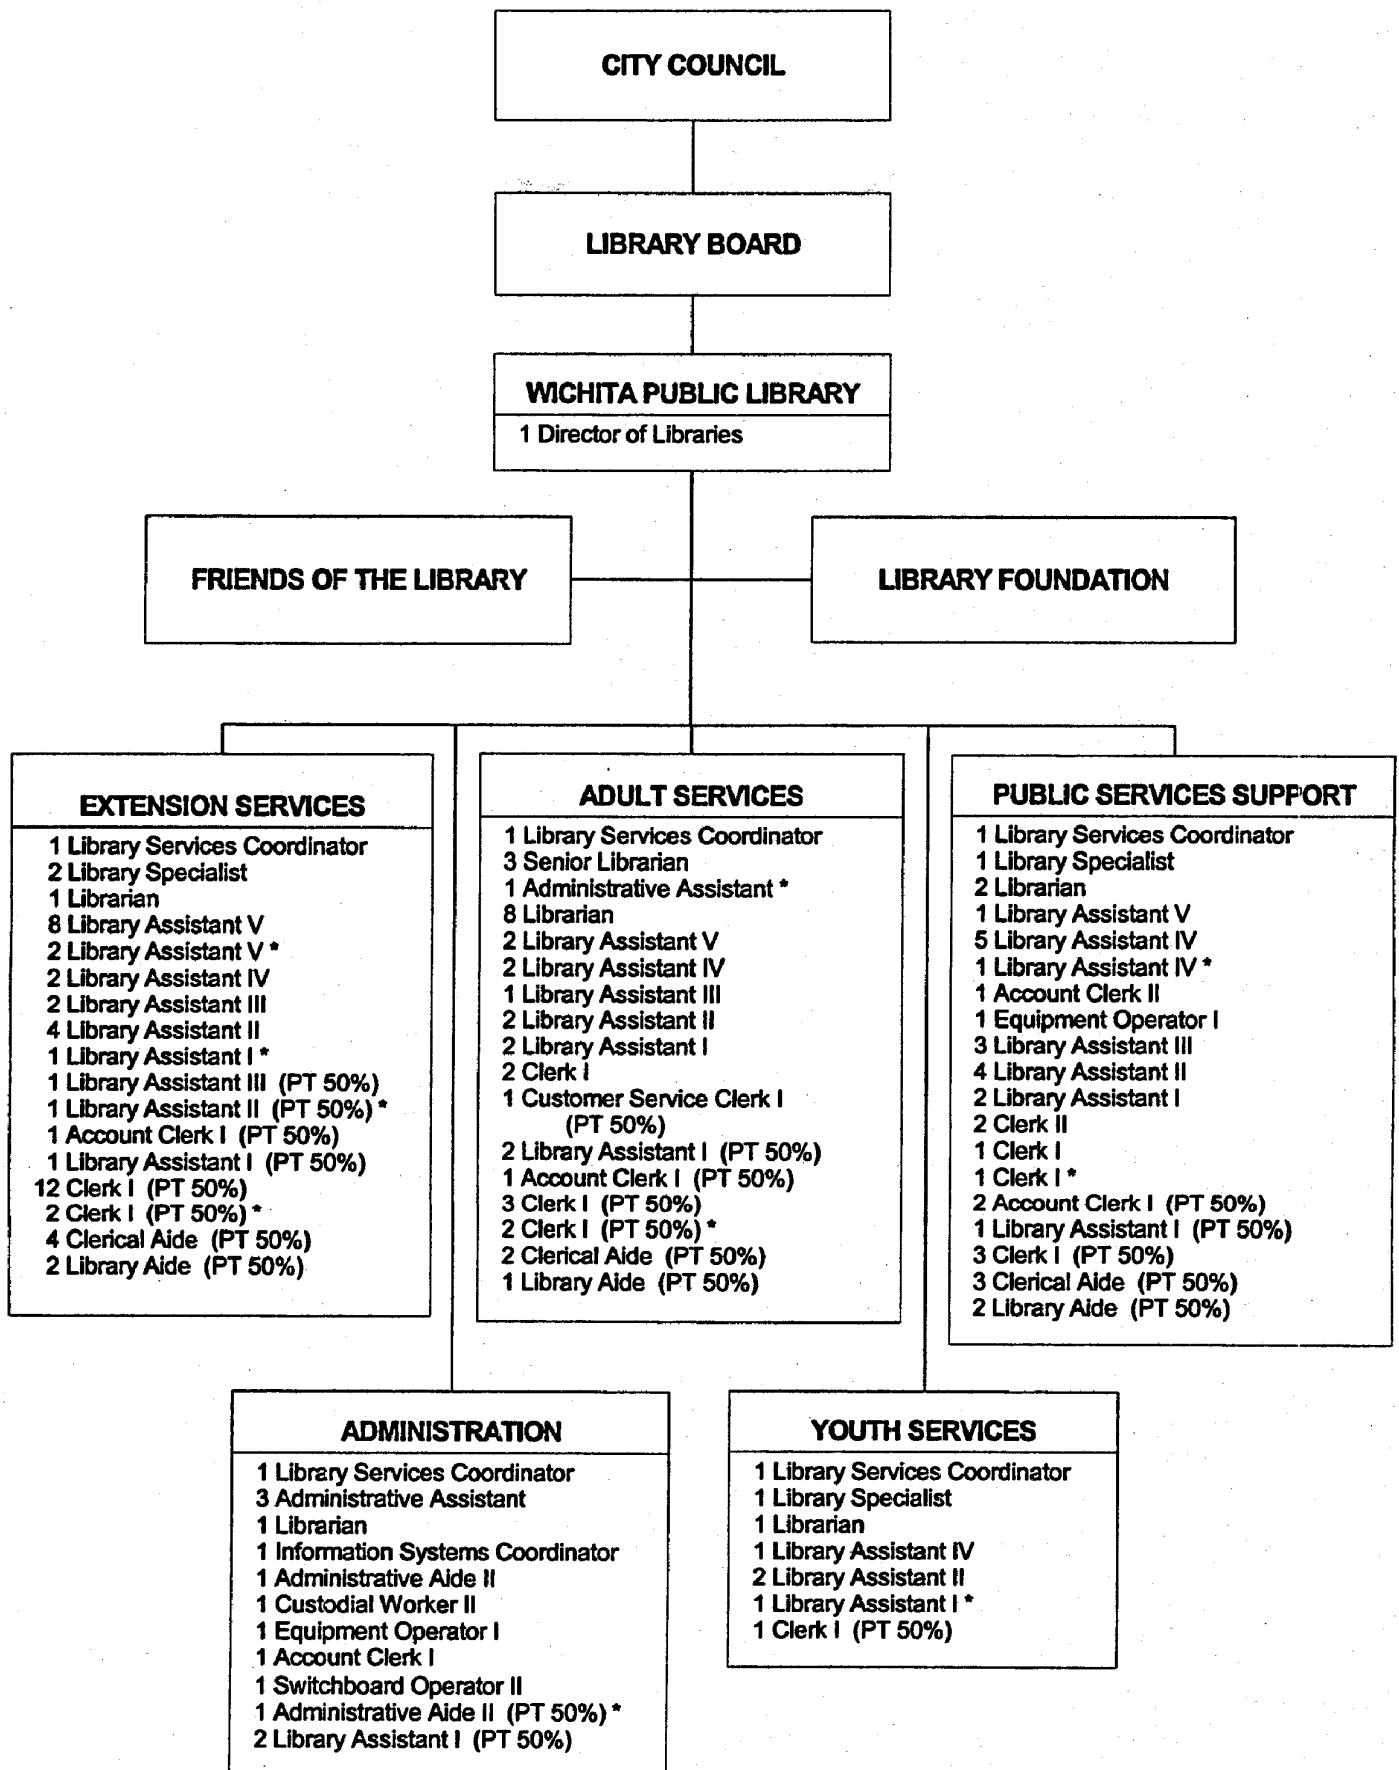 CITY COUNCIL
LIBRARY BOARD
WICHITA PUBLIC LIBRARY
1 Director of Libraries
FRIENDS OF THE LIBRARY
LIBRARY FOUNDATION
EXTENSION SERVICES
1 Library Services Coordinator
2 Library Specialist
1 Librarian
8 Library Assistant V
2 Library Assistant V *
2 Library Assistant IV
2 Library Assistant III
4 Library Assistant II
1 Library Assistant I *
1 Library Assistant III (PT 50%)
1 Library Assistant II (PT 50%) *
1 Account Clerk I (PT 50%)
1 Library Assistant I (PT 50%)
12 Clerk I (PT 50%)
2 Clerk I (PT 50%) *
4 Clerical Aide (PT 50%)
2 Library Aide (PT 50%)
ADULT SERVICES
1 Library Services Coordinator
3 Senior Librarian
1 Administrative Assistant *
8 Librarian
2 Library Assistant V
2 Library Assistant IV
1 Library Assistant III
2 Library Assistant II
2 Library Assistant I
2 Clerk I
1 Customer Service Clerk I
(PT 50%)
2 Library Assistant I (PT 50%)
1 Account Clerk I (PT 50%)
3 Clerk I (PT 50%)
2 Clerk I (PT 50%) *
2 Clerical Aide (PT 50%)
1 Library Aide (PT 50%)
PUBLIC SERVICES SUPPORT
1 Library Services Coordinator
1 Library Specialist
2 Librarian
1 Library Assistant V
5 Library Assistant IV
1 Library Assistant IV *
1 Account Clerk II
1 Equipment Operator I
3 Library Assistant III
4 Library Assistant II
2 Library Assistant I
2 Clerk II
1 Clerk I
1 Clerk I *
2 Account Clerk I (PT 50%)
1 Library Assistant I (PT 50%)
3 Clerk I (PT 50%)
3 Clerical Aide (PT 50%)
2 Library Aide (PT 50%)
ADMINISTRATION
1 Library Services Coordinator
3 Administrative Assistant
1 Librarian
1 Information Systems Coordinator
1 Administrative Aide II
1 Custodial Worker II
1 Equipment Operator I
1 Account Clerk I
1 Switchboard Operator II
1 Administrative Aide II (PT 50%) *
2 Library Assistant I (PT 50%)
YOUTH SERVICES
1 Library Services Coordinator
1 Library Specialist
1 Librarian
1 Library Assistant IV
2 Library Assistant II
1 Library Assistant I *
1 Clerk I (PT 50%)